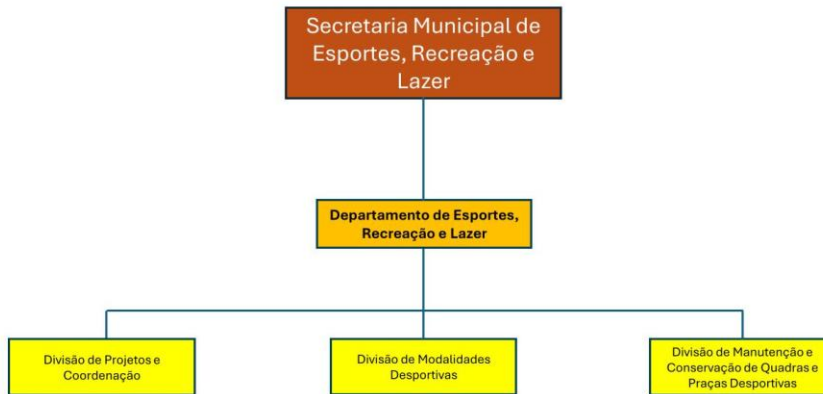 Secretaria Municipal de
Esportes, Recreação e
Lazer
Departamento de Esportes,
Recreação e Lazer
Divisão de Projetos e
Coordenação
Divisão de Modalidades
Desportivas
Divisão de Manutenção e
Conservação de Quadras e
Praças Desportivas